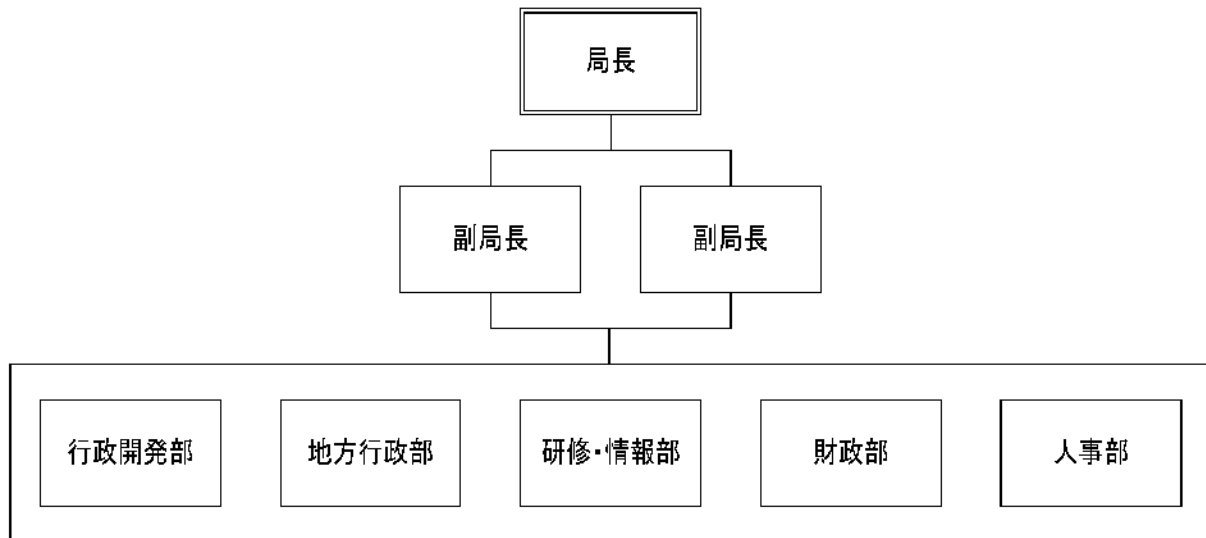 局長
副局長
副局長
行政開発部
地方行政部
研修・情報部
財政部
人事部